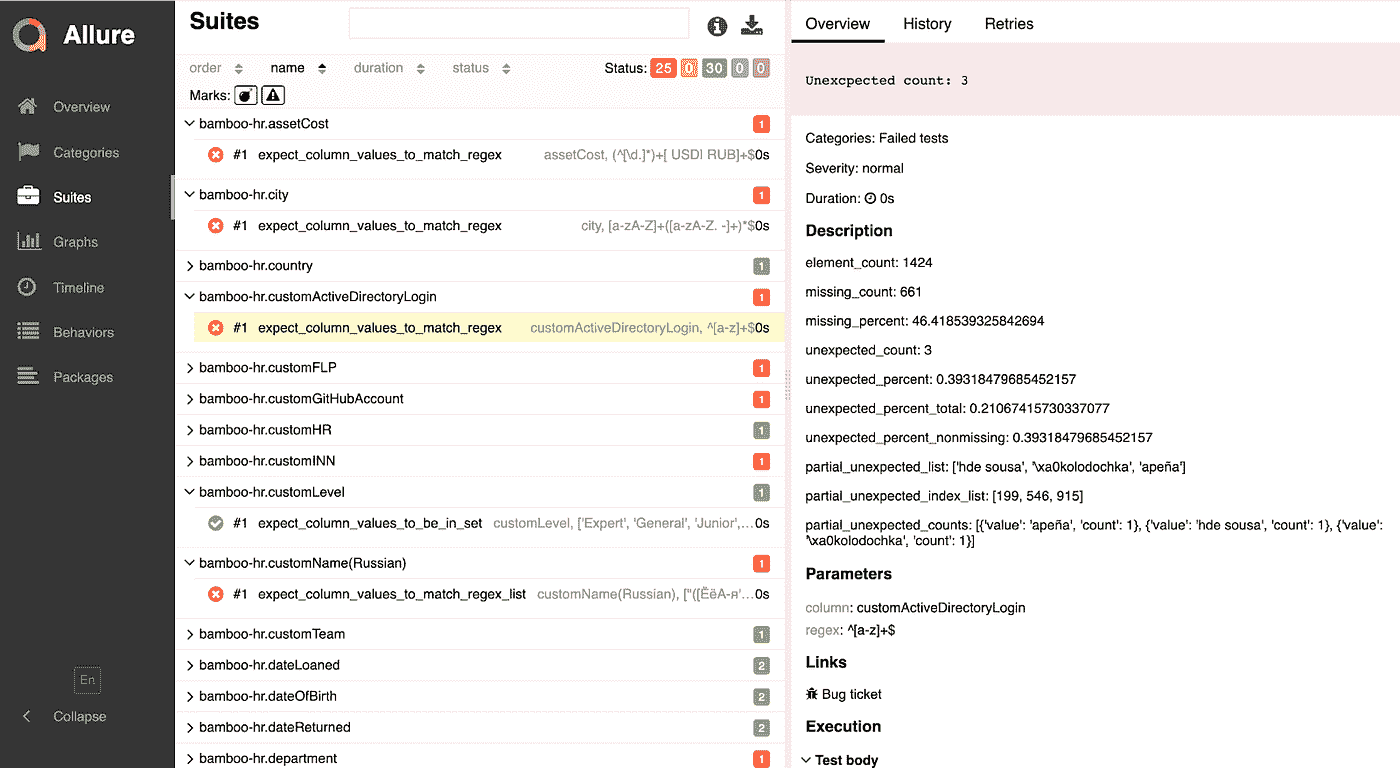 Allure
Overview
Categories
Suites
Graphs
Timeline
Behaviors
Packages
En
Collapse
Suites
order name duration status Status: 25 0 30 0 0
Marks:
bamboo-hr.assetCost 1
#1 expect_column_values_to_match_regex assetCost, (^[\d.]*)+[ USD| RUB]+$ 0s
bamboo-hr.city 1
#1 expect_column_values_to_match_regex city, [a-zA-Z]+([a-zA-Z. -]+)*$ 0s
bamboo-hr.country 1
bamboo-hr.customActiveDirectoryLogin 1
#1 expect_column_values_to_match_regex customActiveDirectoryLogin, ^[a-z]+$ 0s
bamboo-hr.customFLP 1
bamboo-hr.customGitHubAccount 1
bamboo-hr.customHR 1
bamboo-hr.customINN 1
bamboo-hr.customLevel 1
#1 expect_column_values_to_be_in_set customLevel, ['Expert', 'General', 'Junior',... 0s
bamboo-hr.customName(Russian) 1
#1 expect_column_values_to_match_regex_list customName(Russian), ["([ЁёА-я'... 0s
bamboo-hr.customTeam 1
bamboo-hr.dateLoaned 2
bamboo-hr.dateOfBirth 2
bamboo-hr.dateReturned 2
bamboo-hr.department 1
Overview History Retries
Unexcpected count: 3
Categories: Failed tests
Severity: normal
Duration: 0s
Description
element_count: 1424
missing_count: 661
missing_percent: 46.418539325842694
unexpected_count: 3
unexpected_percent: 0.39318479685452157
unexpected_percent_total: 0.21067415730337077
unexpected_percent_nonmissing: 0.39318479685452157
partial_unexpected_list: ['hde sousa', '\xa0kolodochka', 'apeña']
partial_unexpected_index_list: [199, 546, 915]
partial_unexpected_counts: [{'value': 'apeña', 'count': 1}, {'value': 'hde sousa', 'count': 1}, {'value':
'\xa0kolodochka', 'count': 1}]
Parameters
column: customActiveDirectoryLogin
regex: ^[a-z]+$
Links
Bug ticket
Execution
Test body